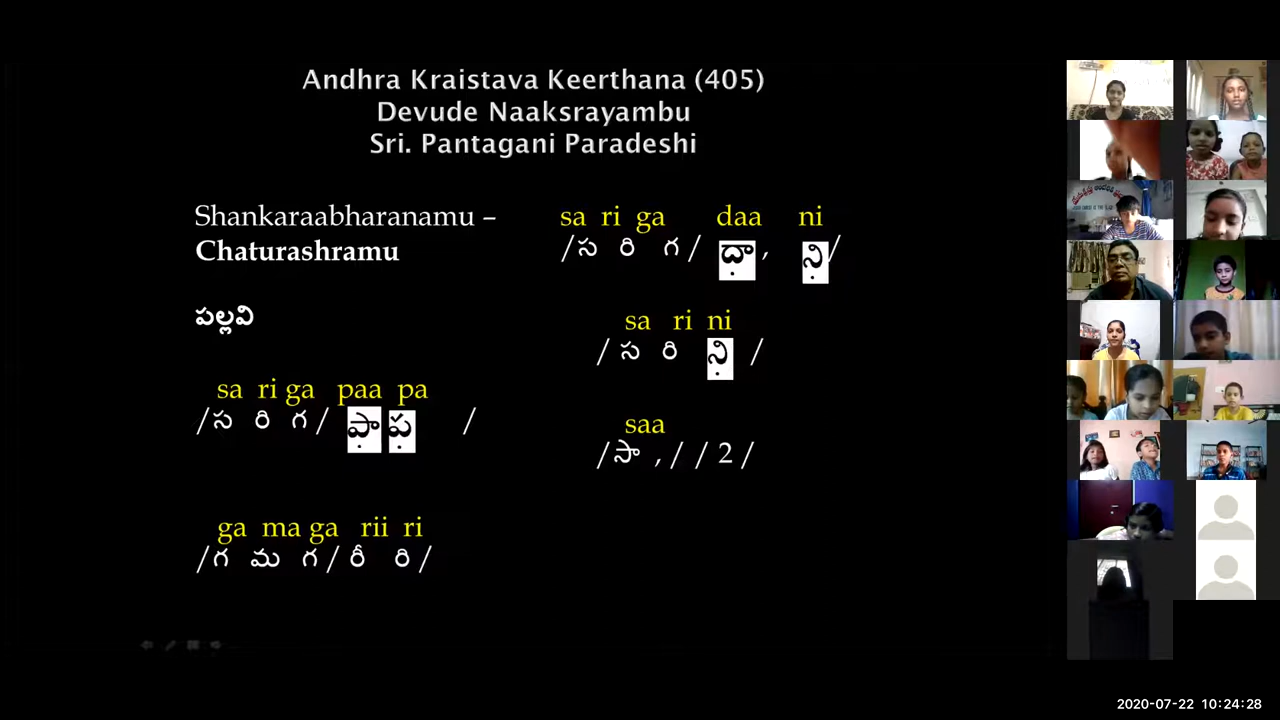 Andhra Kraistava Keerthana (405)
Devude Naaksrayambu
Sri. Pantagani Paradeshi
Shankaraabharanamu –
Chaturashramu
పల్లవి
sa ri ga paa pa
/స రి గ/ పా̣ ప̣ /
ga ma ga rii ri
/గ మ గ/ రీ రి/
sa ri ga daa ni
/స రి గ/ దా̣ , ని̣/
sa ri ni
/ స రి ని̣ /
saa
/సా ,/ / 2 /
2020-07-22 10:24:28